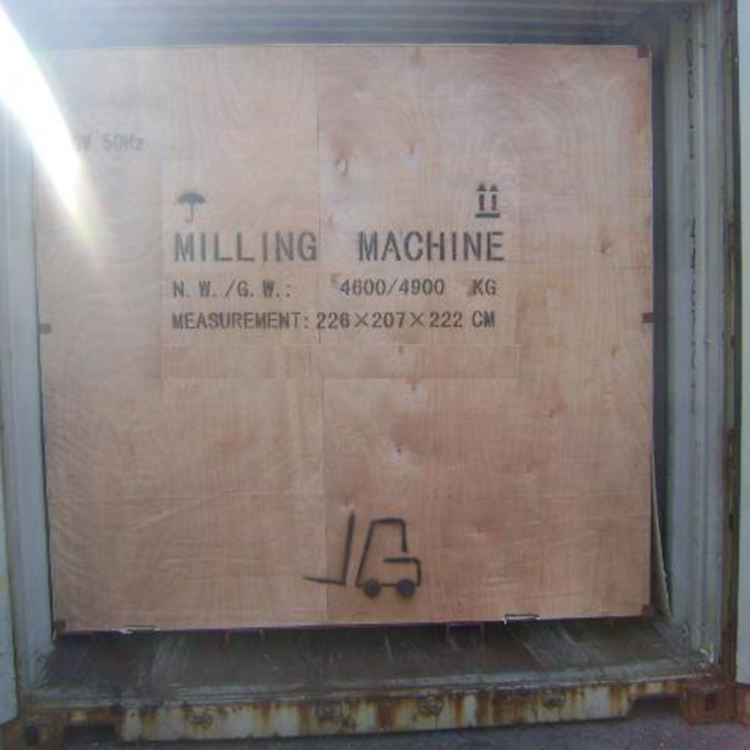 50Hz
MILLING MACHINE
N.W./G.W.: 4600/4900 KG
MEASUREMENT: 226×207×222 CM